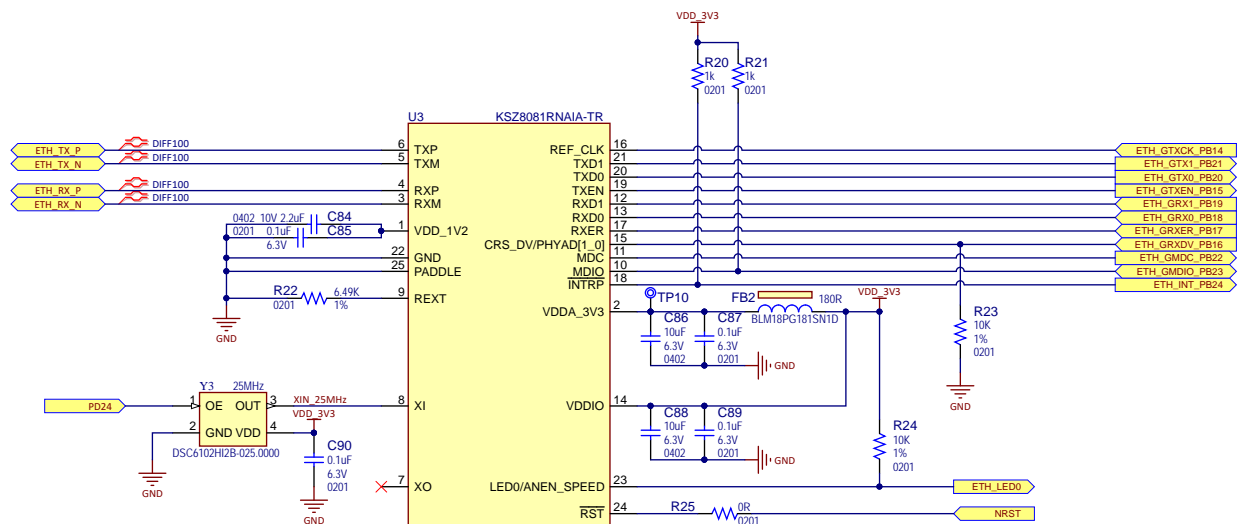 VDD_3V3
R20
1k
0201
R21
1k
0201
U3
KSZ8081RNAIA-TR
ETH_TX_P
DIFF100
6
TXP
REF_CLK
16
ETH_GTXCK_PB14
ETH_TX_N
DIFF100
5
TXM
TXD1
21
ETH_GTX1_PB21
TXD0
20
ETH_GTX0_PB20
ETH_RX_P
DIFF100
4
RXP
TXEN
19
ETH_GTXEN_PB15
ETH_RX_N
DIFF100
3
RXM
RXD1
12
ETH_GRX1_PB19
RXD0
13
ETH_GRX0_PB18
0402 10V 2.2uF C84
0201 0.1uF C85
6.3V
1
VDD_1V2
RXER
17
ETH_GRXER_PB17
CRS_DV/PHYAD[1_0]
15
ETH_GRXDV_PB16
22
GND
MDC
11
ETH_GMDC_PB22
25
PADDLE
MDIO
10
ETH_GMDIO_PB23
INTRP
18
ETH_INT_PB24
R22
0201
6.49K
1%
9
REXT
GND
VDDA_3V3
2
TP10
FB2
180R
BLM18PG181SN1D
VDD_3V3
C86
10uF
6.3V
0402
C87
0.1uF
6.3V
0201
GND
R23
10K
1%
0201
GND
Y3
25MHz
PD24
1
OE
OUT
3
XIN_25MHz
8
XI
VDD_3V3
2
GND
VDD
4
DSC6102HI2B-025.0000
GND
C90
0.1uF
6.3V
0201
GND
VDDIO
14
C88
10uF
6.3V
0402
C89
0.1uF
6.3V
0201
GND
R24
10K
1%
0201
7
XO
LED0/ANEN_SPEED
23
ETH_LED0
RST
24
R25
0R
0201
NRST